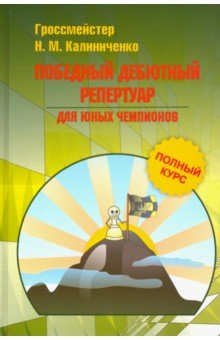 Гроссмейстер
Н. М. Калиниченко
ПОБЕДНЫЙ ДЕБЮТНЫЙ
РЕПЕРТУАР
ДЛЯ ЮНЫХ ЧЕМПИОНОВ
ПОЛНЫЙ
КУРС